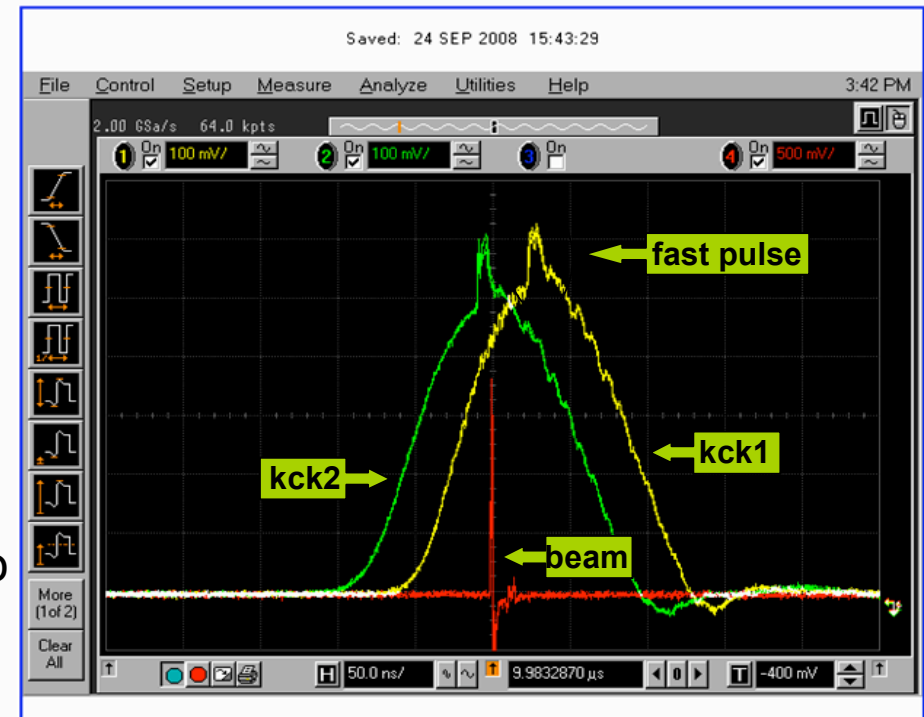 Saved: 24 SEP 2008 15:43:29
File Control Setup Measure Analyze Utilities Help 3:42 PM
2.00 GSa/s 64.0 kpts
1 On 100 mV/ 2 On 100 mV/ 3 On 4 On 500 mV/
fast pulse
kck1
kck2
beam
More
(1of 2)
Clear
All
H 50.0 ns/ 9.9832870 µs 0 T -400 mV